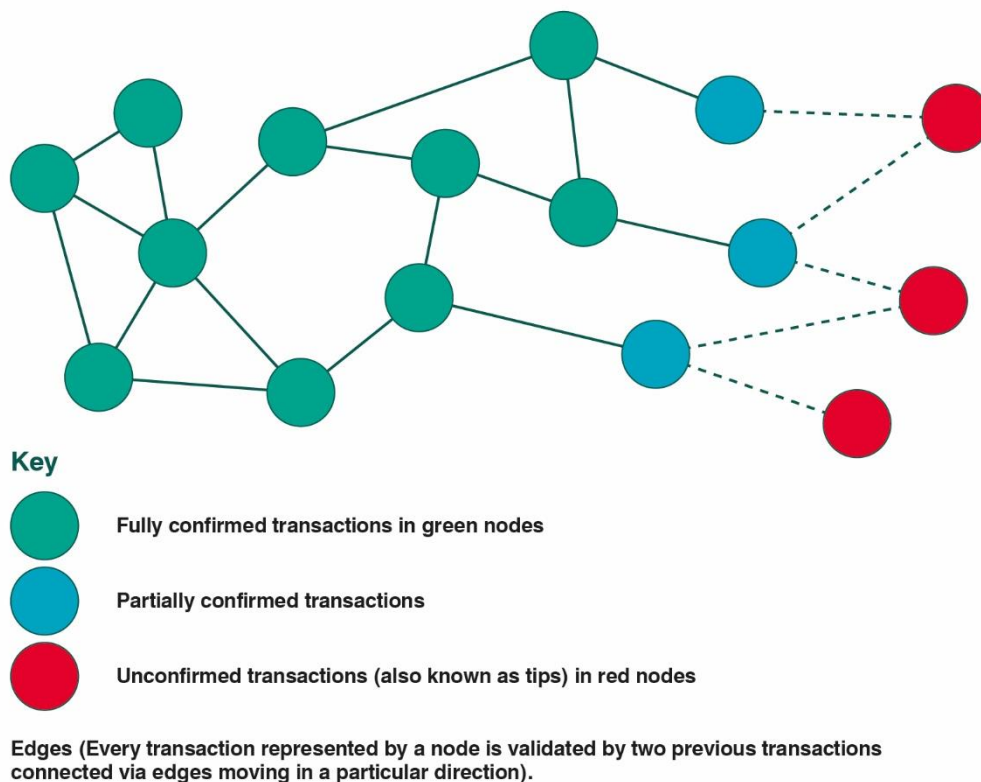 Key
Fully confirmed transactions in green nodes
Partially confirmed transactions
Unconfirmed transactions (also known as tips) in red nodes
Edges (Every transaction represented by a node is validated by two previous transactions
connected via edges moving in a particular direction).